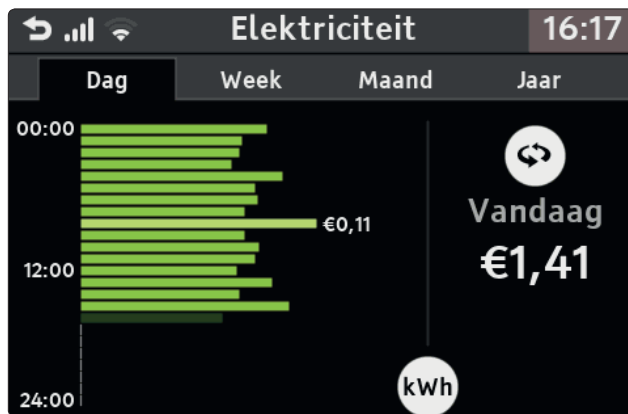 Elektriciteit 16:17
Dag Week Maand Jaar
00:00
€0,11
12:00
24:00
Vandaag
€1,41
kWh